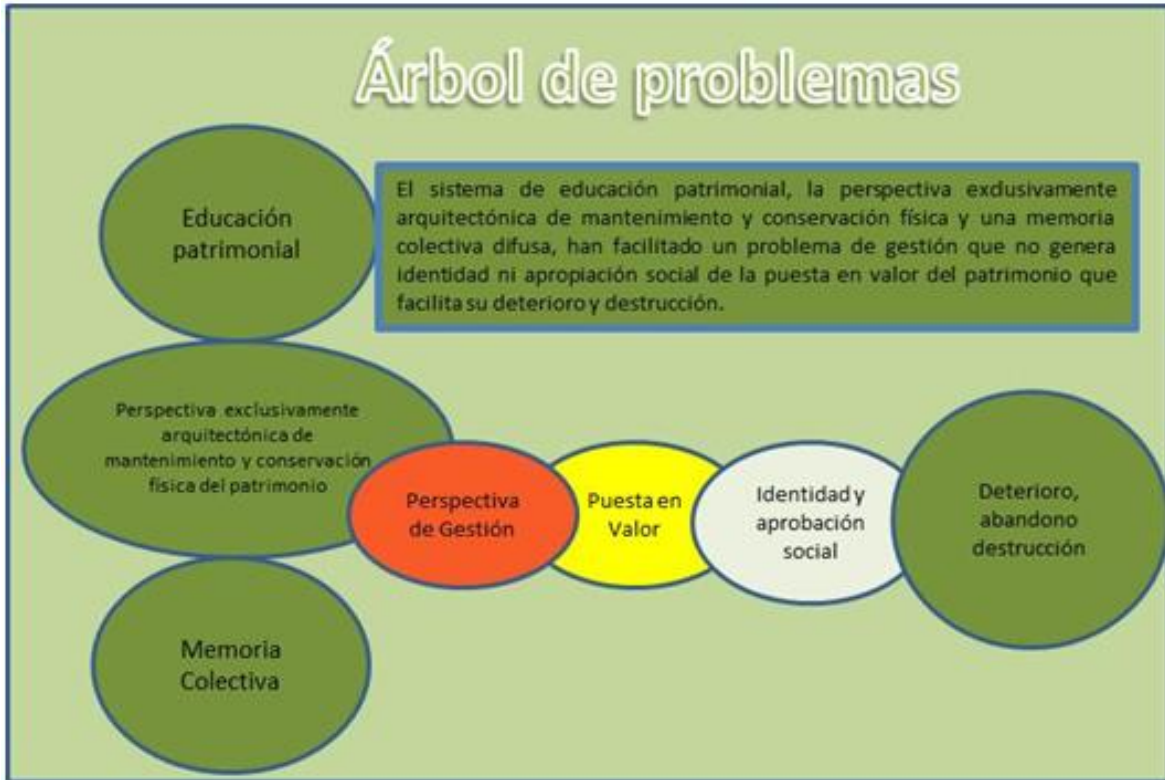 Árbol de problemas
Educación
patrimonial
El sistema de educación patrimonial, la perspectiva exclusivamente
arquitectónica de mantenimiento y conservación física y una memoria
colectiva difusa, han facilitado un problema de gestión que no genera
identidad ni apropiación social de la puesta en valor del patrimonio que
facilita su deterioro y destrucción.
Perspectiva exclusivamente
arquitectónica de
mantenimiento y conservación
física del patrimonio
Perspectiva
de Gestión
Puesta en
Valor
Identidad y
aprobación
social
Deterioro,
abandono
destrucción
Memoria
Colectiva